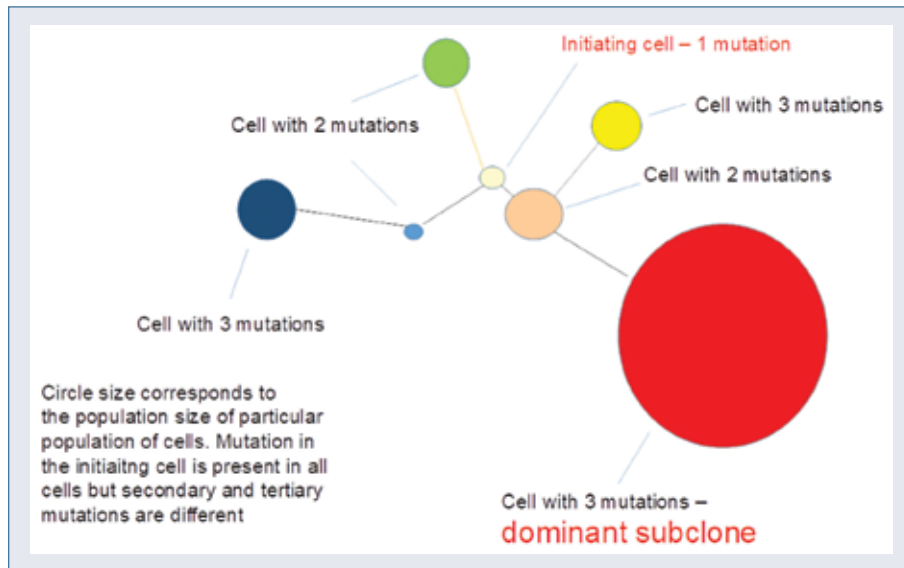 Initiating cell – 1 mutation
Cell with 3 mutations
Cell with 2 mutations
Cell with 2 mutations
Cell with 3 mutations
Circle size corresponds to
the population size of particular
population of cells. Mutation in
the initiaitng cell is present in all
cells but secondary and tertiary
mutations are different
Cell with 3 mutations –
dominant subclone